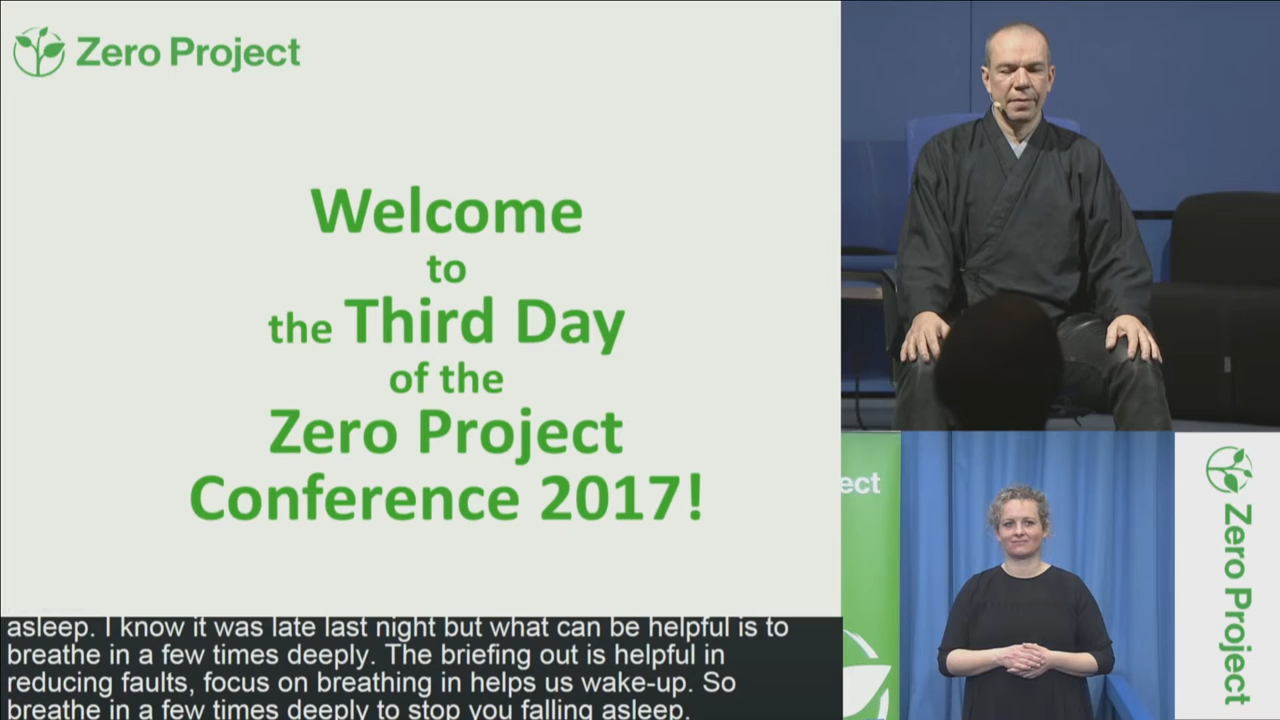 Zero Project
Welcome
to
the Third Day
of the
Zero Project
Conference 2017!
asleep. I know it was late last night but what can be helpful is to
breathe in a few times deeply. The briefing out is helpful in
reducing faults, focus on breathing in helps us wake-up. So
breathe in a few times deeply to stop you falling asleep.
ect
Zero Project